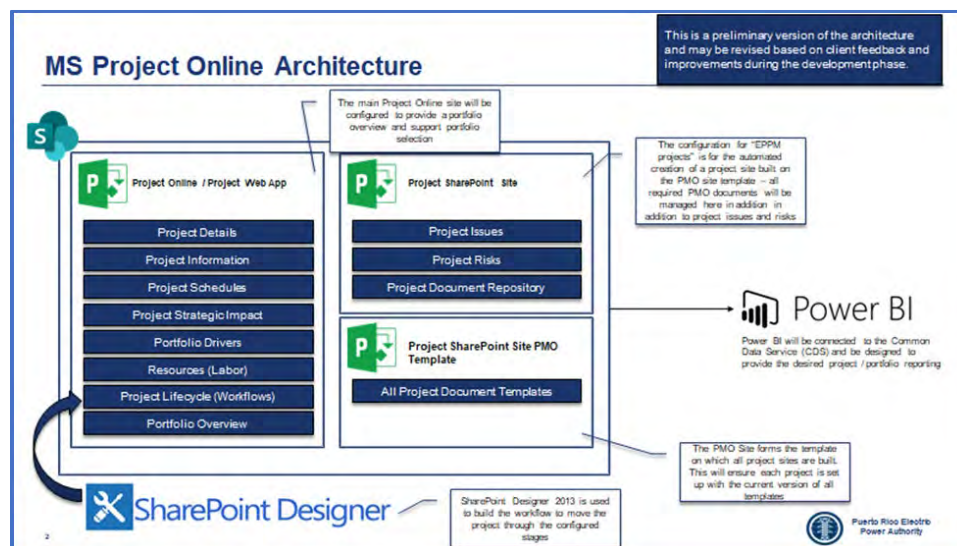 This is a preliminary version of the architecture
and may be revised based on client feedback and
improvements during the development phase.
MS Project Online Architecture
The main Project Online site will be
configured to provide a portfolio
overview and support portfolio
selection
S
P
Project Online / Project Web App
Project Details
Project Information
Project Schedules
Project Strategic Impact
Portfolio Drivers
Resources (Labor)
Project Lifecycle (Workflows)
Portfolio Overview
P
Project SharePoint Site
Project Issues
Project Risks
Project Document Repository
P
Project SharePoint Site PMO
Template
All Project Document Templates
The configuration for "EPPM
projects" is for the automated
creation of a project site built on
the PMO site template – all
required PMO documents will be
managed here in addition in
addition to project issues and risks
Power BI
Power BI will be connected to the Common
Data Service (CDS) and be designed to
provide the desired project / portfolio reporting
The PMO Site forms the template
on which all project sites are built.
This will ensure each project is set
up with the current version of all
templates
SharePoint Designer
SharePoint Designer 2013 is used
to build the workflow to move the
project through the configured
stages
2
Puerto Rico Electric
Power Authority